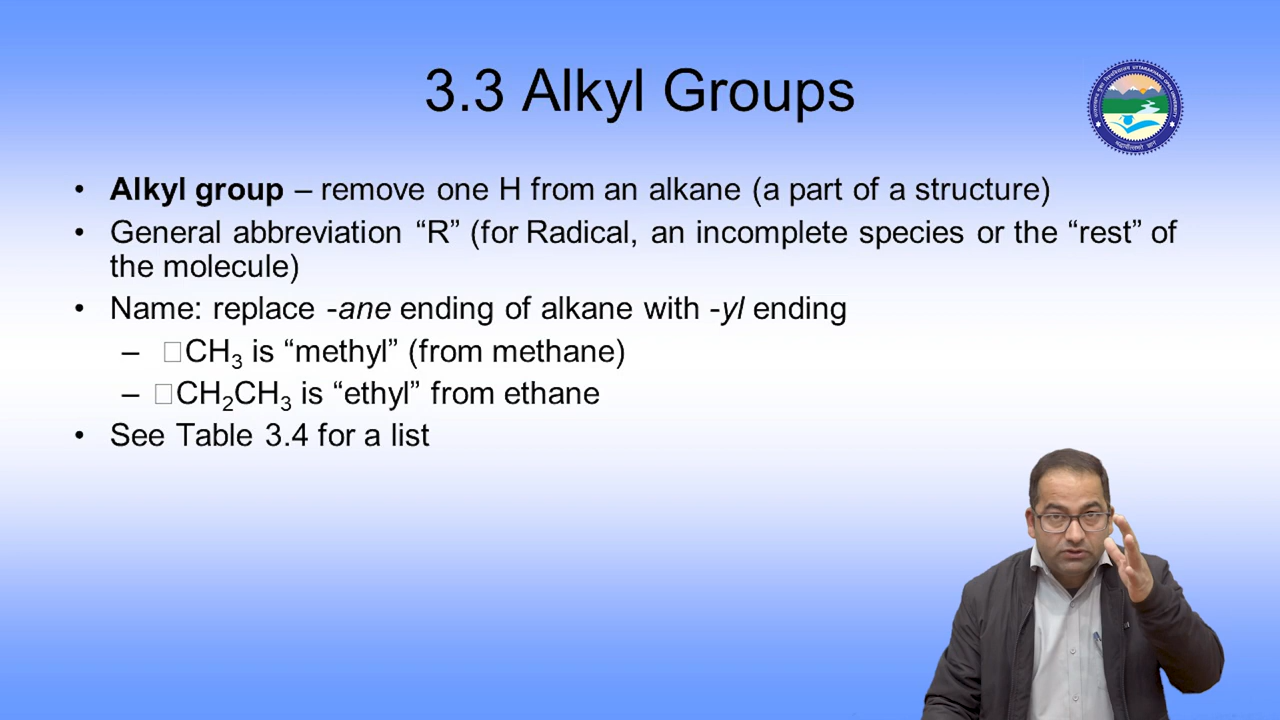 3.3 Alkyl Groups
• Alkyl group – remove one H from an alkane (a part of a structure)
• General abbreviation “R” (for Radical, an incomplete species or the “rest” of
the molecule)
• Name: replace -ane ending of alkane with -yl ending
– □CH₃ is “methyl” (from methane)
– □CH₂CH₃ is “ethyl” from ethane
• See Table 3.4 for a list